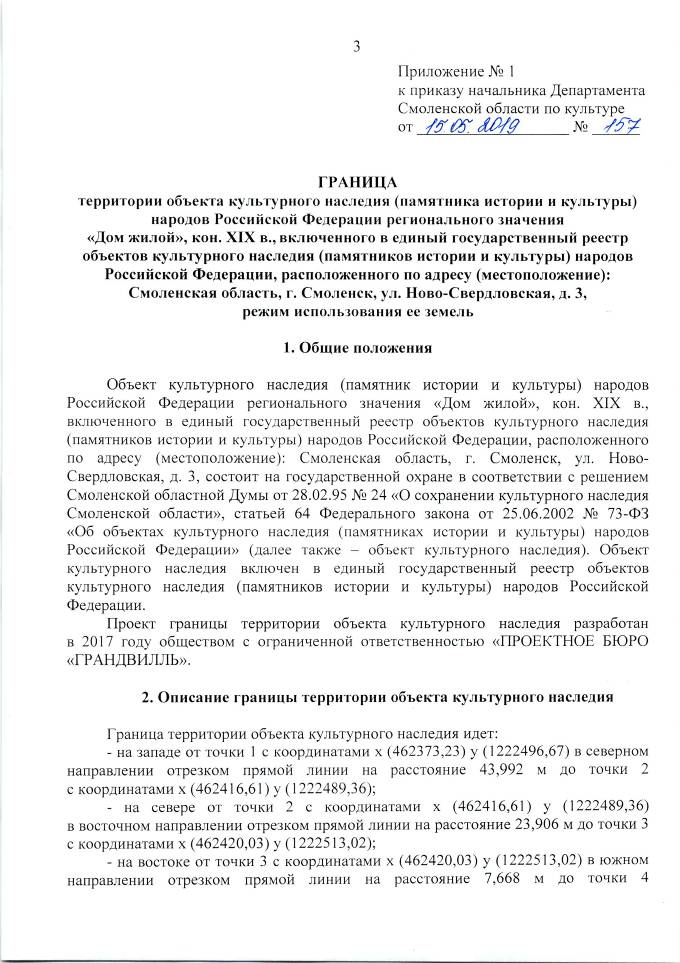 3
Приложение № 1
к приказу начальника Департамента
Смоленской области по культуре
от 15.05.2019 № 157
ГРАНИЦА
территории объекта культурного наследия (памятника истории и культуры)
народов Российской Федерации регионального значения
«Дом жилой», кон. XIX в., включенного в единый государственный реестр
объектов культурного наследия (памятников истории и культуры) народов
Российской Федерации, расположенного по адресу (местоположение):
Смоленская область, г. Смоленск, ул. Ново-Свердловская, д. 3,
режим использования ее земель
1. Общие положения
Объект культурного наследия (памятник истории и культуры) народов
Российской Федерации регионального значения «Дом жилой», кон. XIX в.,
включенного в единый государственный реестр объектов культурного наследия
(памятников истории и культуры) народов Российской Федерации, расположенного
по адресу (местоположение): Смоленская область, г. Смоленск, ул. Ново-
Свердловская, д. 3, состоит на государственной охране в соответствии с решением
Смоленской областной Думы от 28.02.95 № 24 «О сохранении культурного наследия
Смоленской области», статьей 64 Федерального закона от 25.06.2002 № 73-ФЗ
«Об объектах культурного наследия (памятниках истории и культуры) народов
Российской Федерации» (далее также – объект культурного наследия). Объект
культурного наследия включен в единый государственный реестр объектов
культурного наследия (памятников истории и культуры) народов Российской
Федерации.
Проект границы территории объекта культурного наследия разработан
в 2017 году обществом с ограниченной ответственностью «ПРОЕКТНОЕ БЮРО
«ГРАНДВИЛЛЬ».
2. Описание границы территории объекта культурного наследия
Граница территории объекта культурного наследия идет:
- на западе от точки 1 с координатами x (462373,23) y (1222496,67) в северном
направлении отрезком прямой линии на расстояние 43,992 м до точки 2
с координатами x (462416,61) y (1222489,36);
- на севере от точки 2 с координатами x (462416,61) y (1222489,36)
в восточном направлении отрезком прямой линии на расстояние 23,906 м до точки 3
с координатами x (462420,03) y (1222513,02);
- на востоке от точки 3 с координатами x (462420,03) y (1222513,02) в южном
направлении отрезком прямой линии на расстояние 7,668 м до точки 4